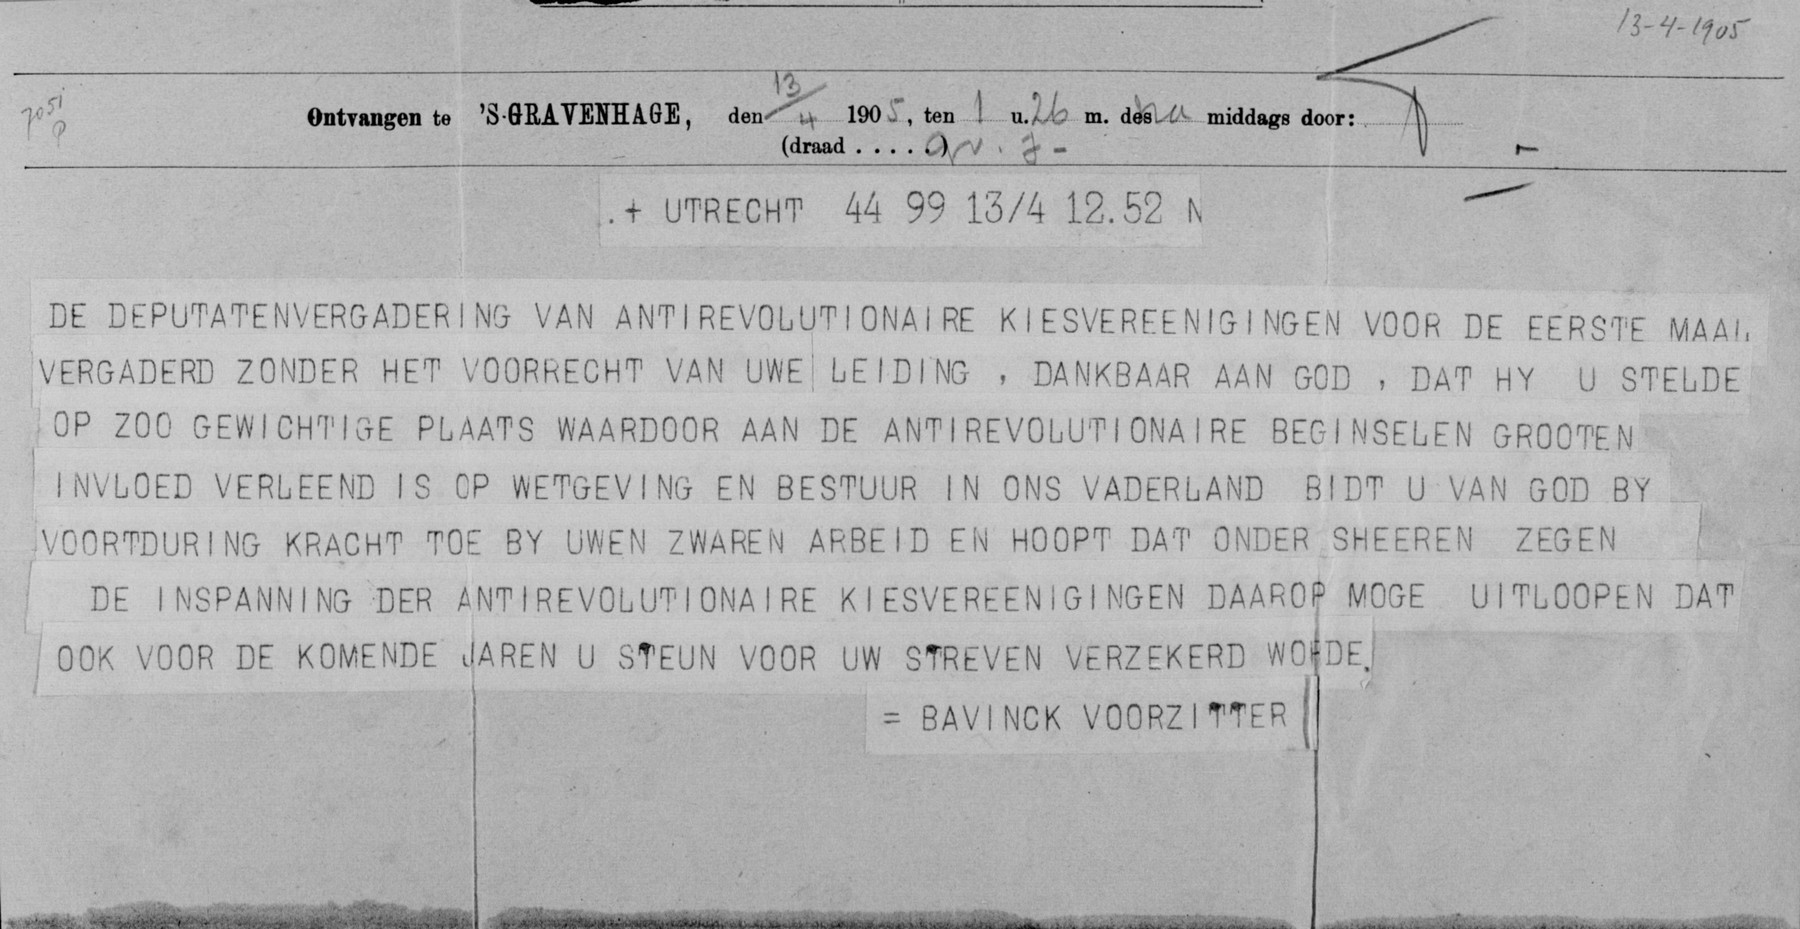 13-4-1905
7051
Ontvangen te 'S-GRAVENHAGE, den 13/4 1905, ten 1 u. 26 m. des na middags door:
(draad . . . . .)
.+ UTRECHT 44 99 13/4 12.52 N
DE DEPUTATENVERGADERING VAN ANTIREVOLUTIONAIRE KIESVEREENIGINGEN VOOR DE EERSTE MAAL
VERGADERD ZONDER HET VOORRECHT VAN UWE LEIDING , DANKBAAR AAN GOD , DAT HY U STELDE
OP ZOO GEWICHTIGE PLAATS WAARDOOR AAN DE ANTIREVOLUTIONAIRE BEGINSELEN GROOTEN
INVLOED VERLEEND IS OP WETGEVING EN BESTUUR IN ONS VADERLAND BIDT U VAN GOD BY
VOORTDURING KRACHT TOE BY UWEN ZWAREN ARBEID EN HOOPT DAT ONDER SHEEREN ZEGEN
DE INSPANNING DER ANTIREVOLUTIONAIRE KIESVEREENIGINGEN DAAROP MOGE UITLOOPEN DAT
OOK VOOR DE KOMENDE JAREN U STEUN VOOR UW STREVEN VERZEKERD WORDE.
= BAVINCK VOORZITTER